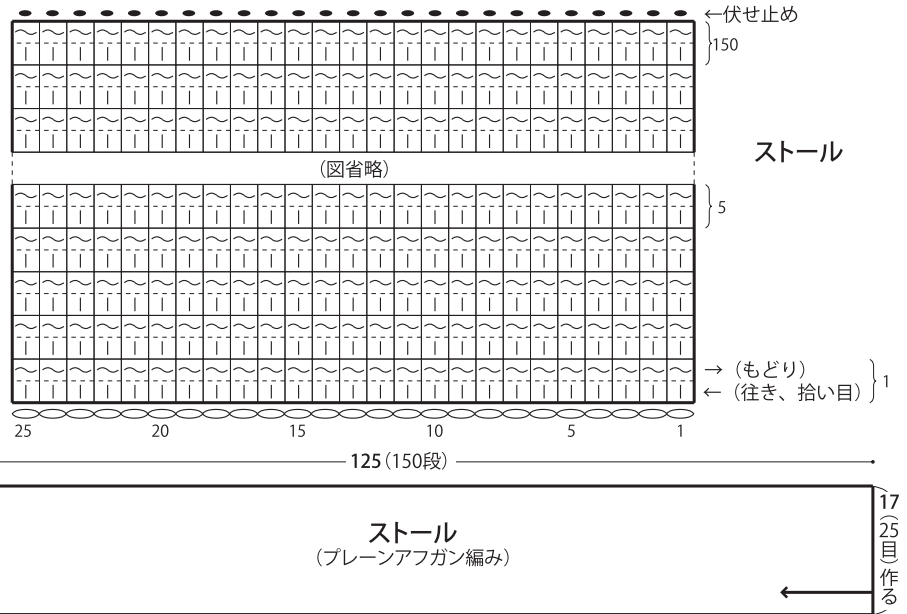 ←伏せ止め
150
ストール
(図省略)
5
→(もどり)
←(往き、拾い目)
1
25 20 15 10 5 1
125(150段)
ストール
(プレーンアフガン編み)
17(25目)作る